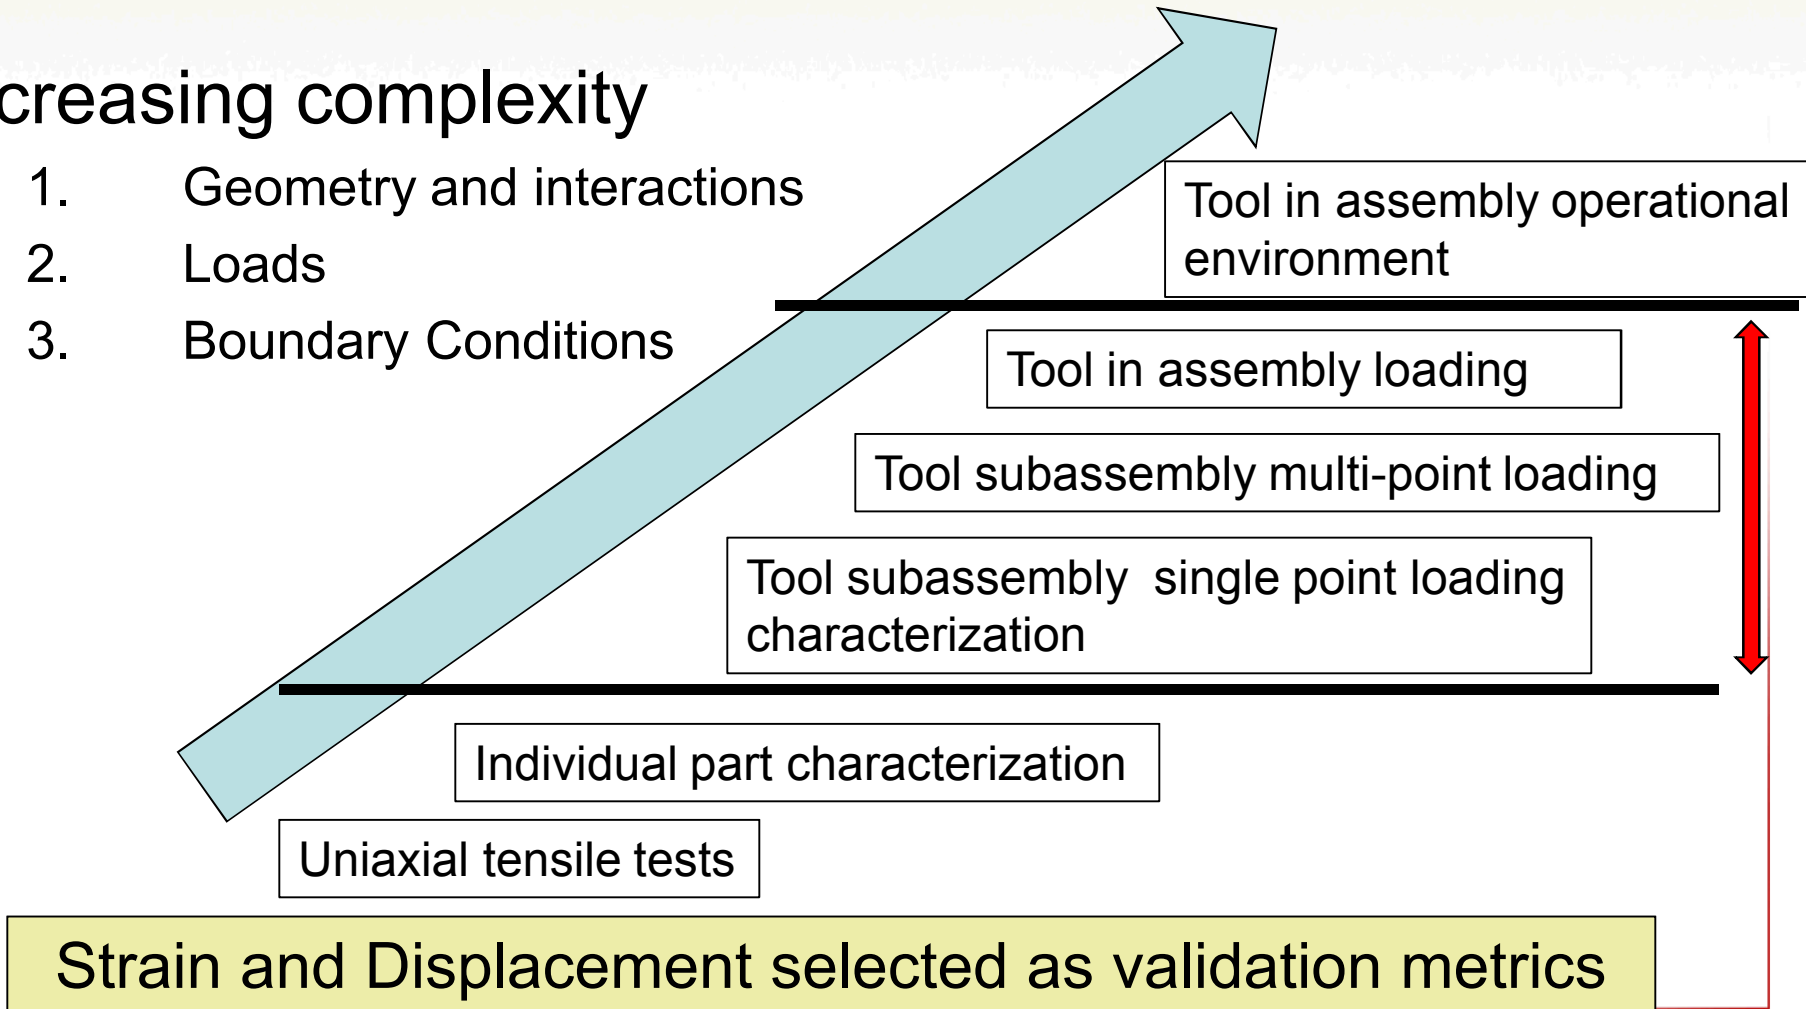 creasing complexity
1. Geometry and interactions
2. Loads
3. Boundary Conditions
Tool in assembly operational
environment
Tool in assembly loading
Tool subassembly multi-point loading
Tool subassembly single point loading
characterization
Individual part characterization
Uniaxial tensile tests
Strain and Displacement selected as validation metrics